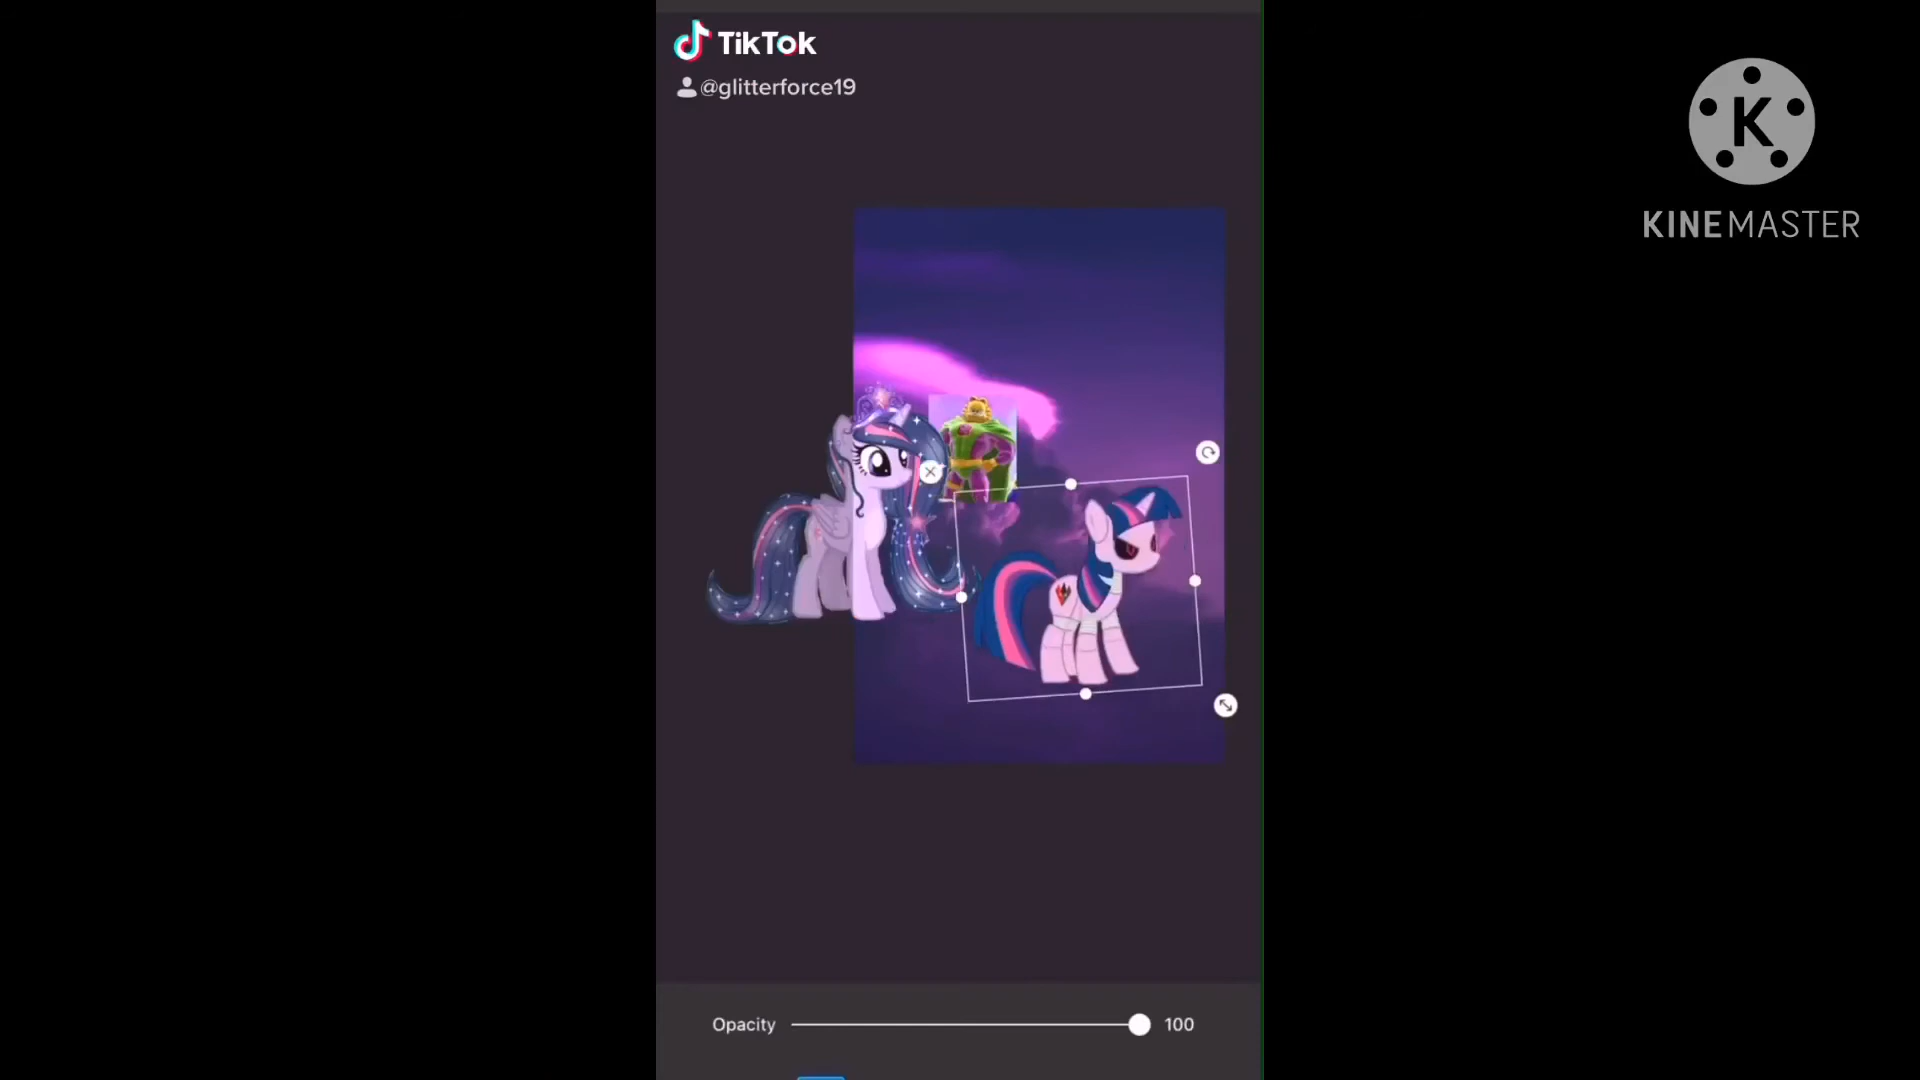 TikTok
@glitterforce19
K
KINEMASTER
Opacity 100